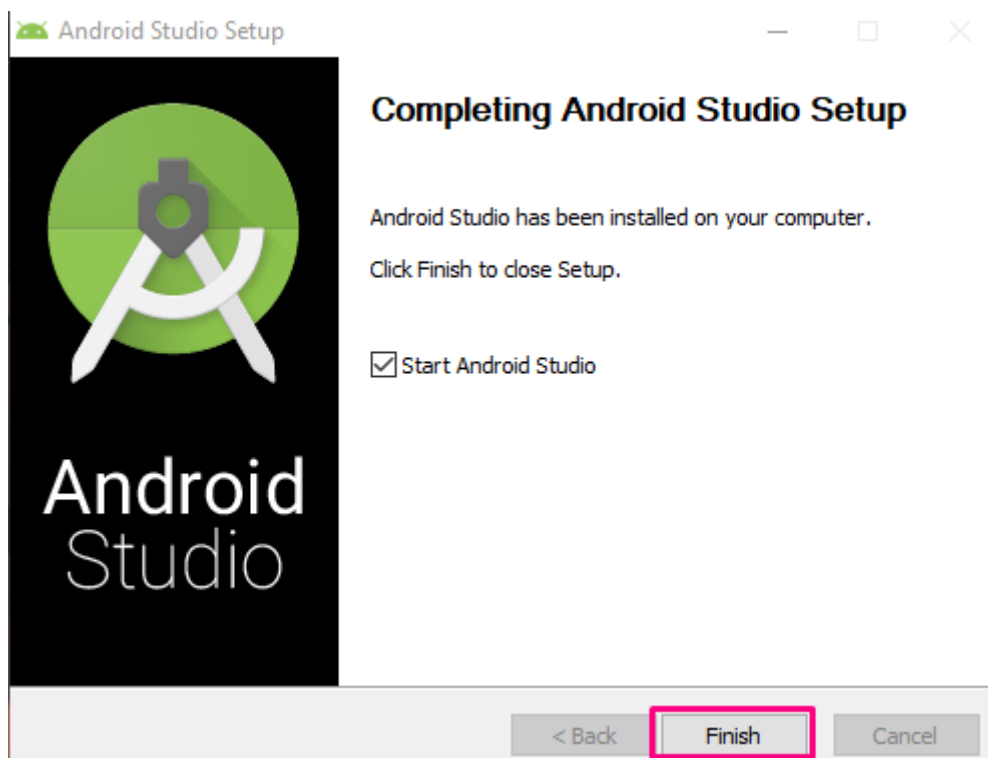 Android Studio Setup
Completing Android Studio Setup
Android Studio has been installed on your computer.
Click Finish to close Setup.
Start Android Studio
Android
Studio
< Back
Finish
Cancel